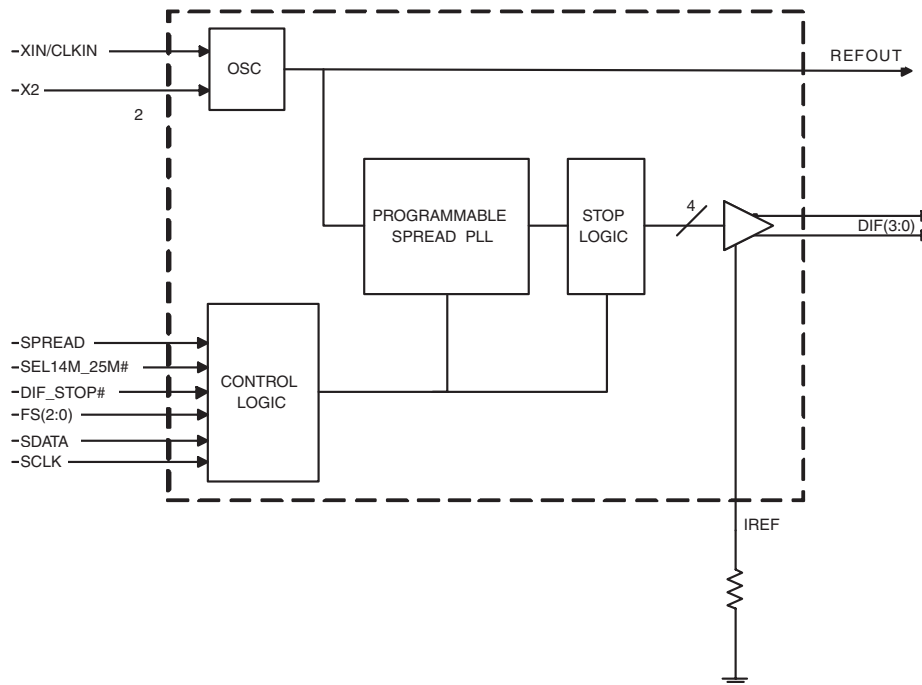 XIN/CLKIN
X2
2
OSC
REFOUT
PROGRAMMABLE
SPREAD PLL
STOP
LOGIC
4
DIF(3:0)
SPREAD
SEL14M_25M#
DIF_STOP#
FS(2:0)
SDATA
SCLK
CONTROL
LOGIC
IREF